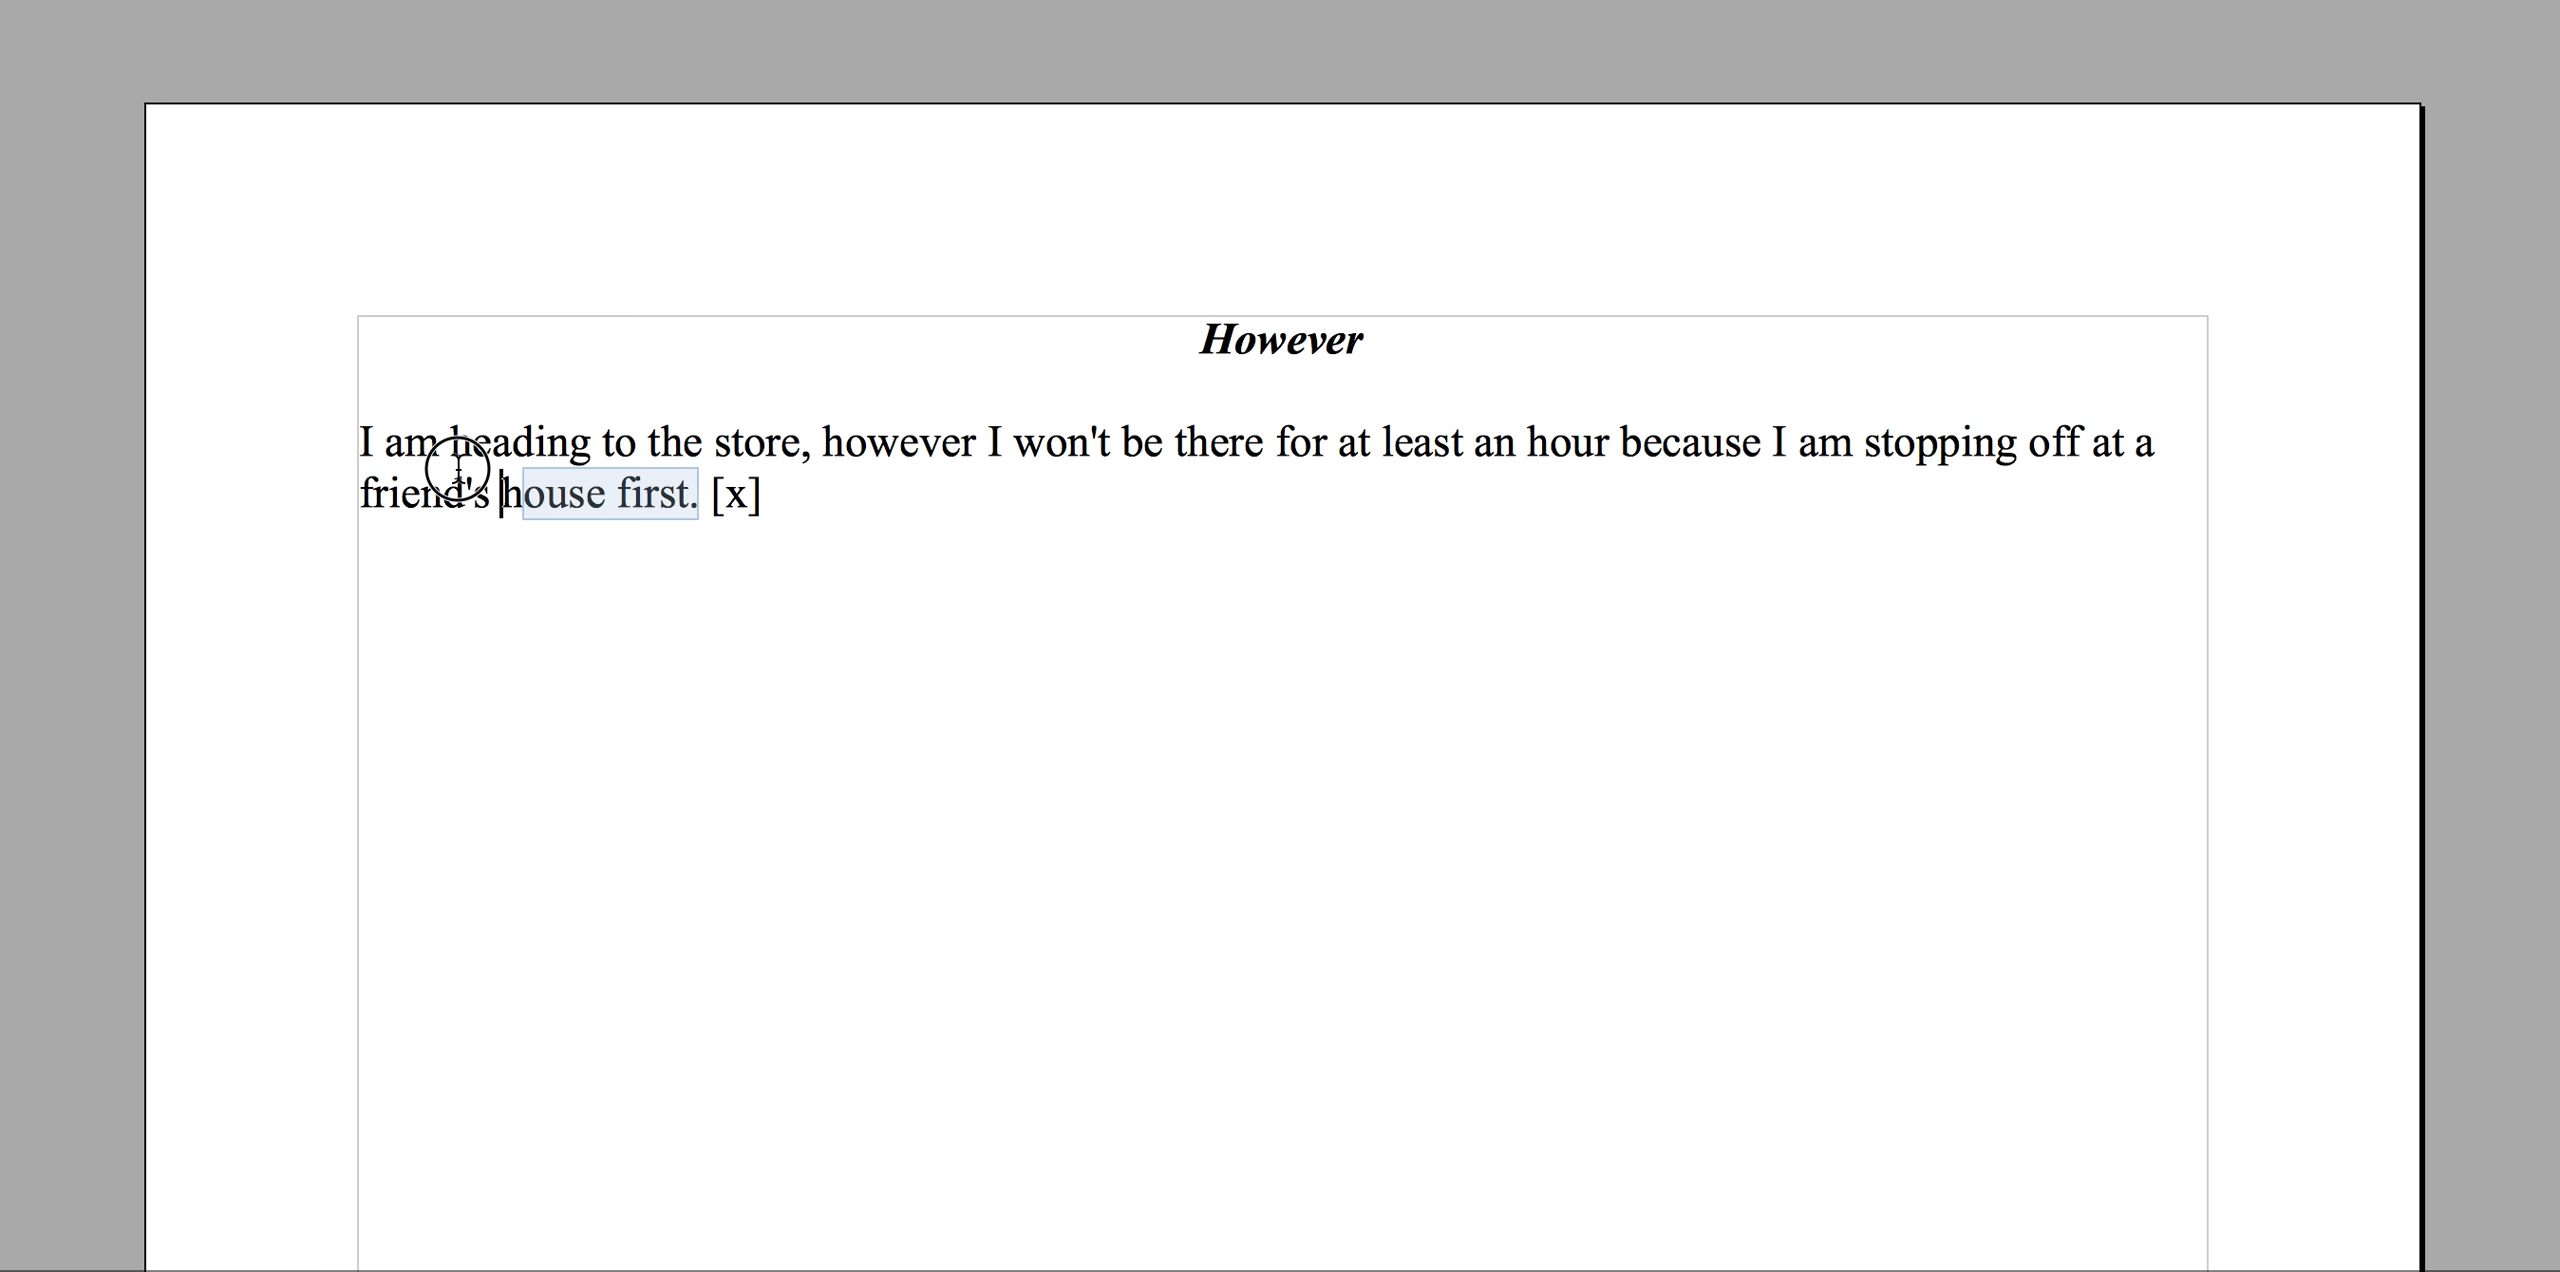 However
I am heading to the store, however I won't be there for at least an hour because I am stopping off at a
friend's house first. [x]